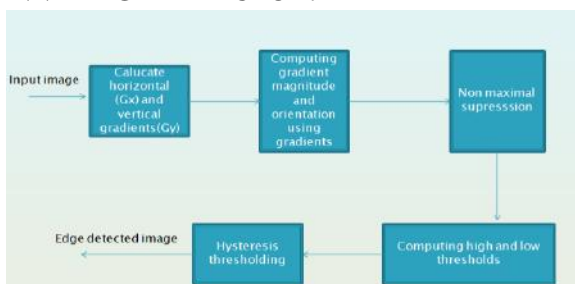 Input image
Calucate
horizontal
(Gx) and
vertical
gradients(Gy)
Computing
gradient
magnitude
and
orientation
using
gradients
Non maximal
supresssion
Computing high and low
thresholds
Hysteresis
thresholding
Edge detected image